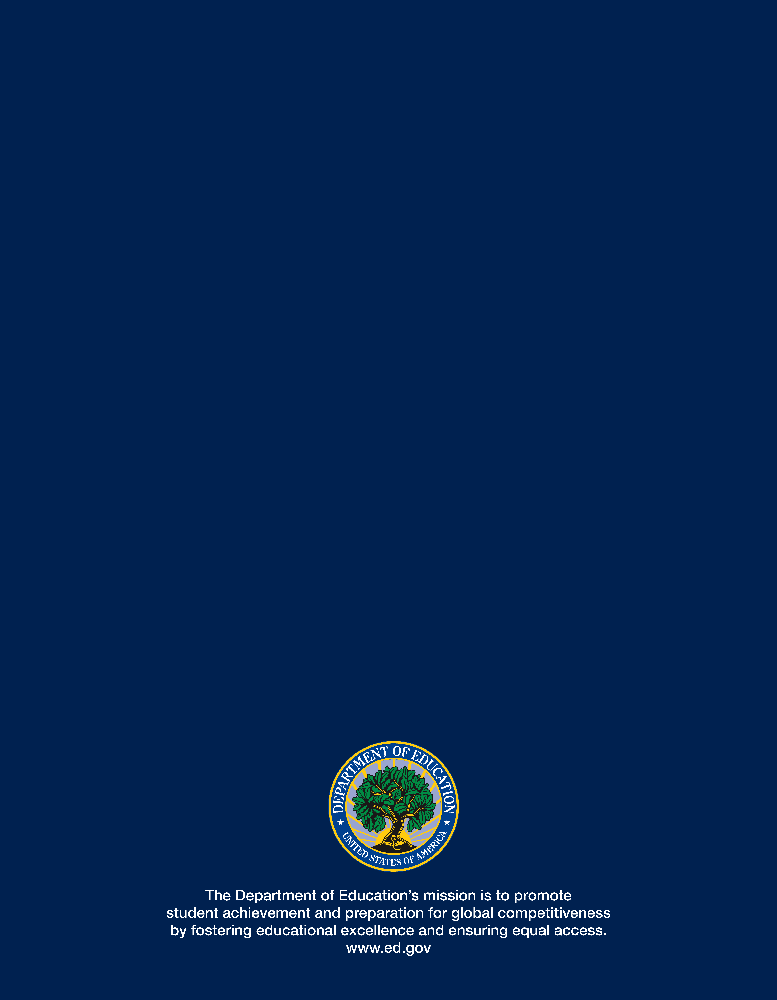 DEPARTMENT OF EDUCATION
UNITED STATES OF AMERICA
The Department of Education’s mission is to promote
student achievement and preparation for global competitiveness
by fostering educational excellence and ensuring equal access.
www.ed.gov